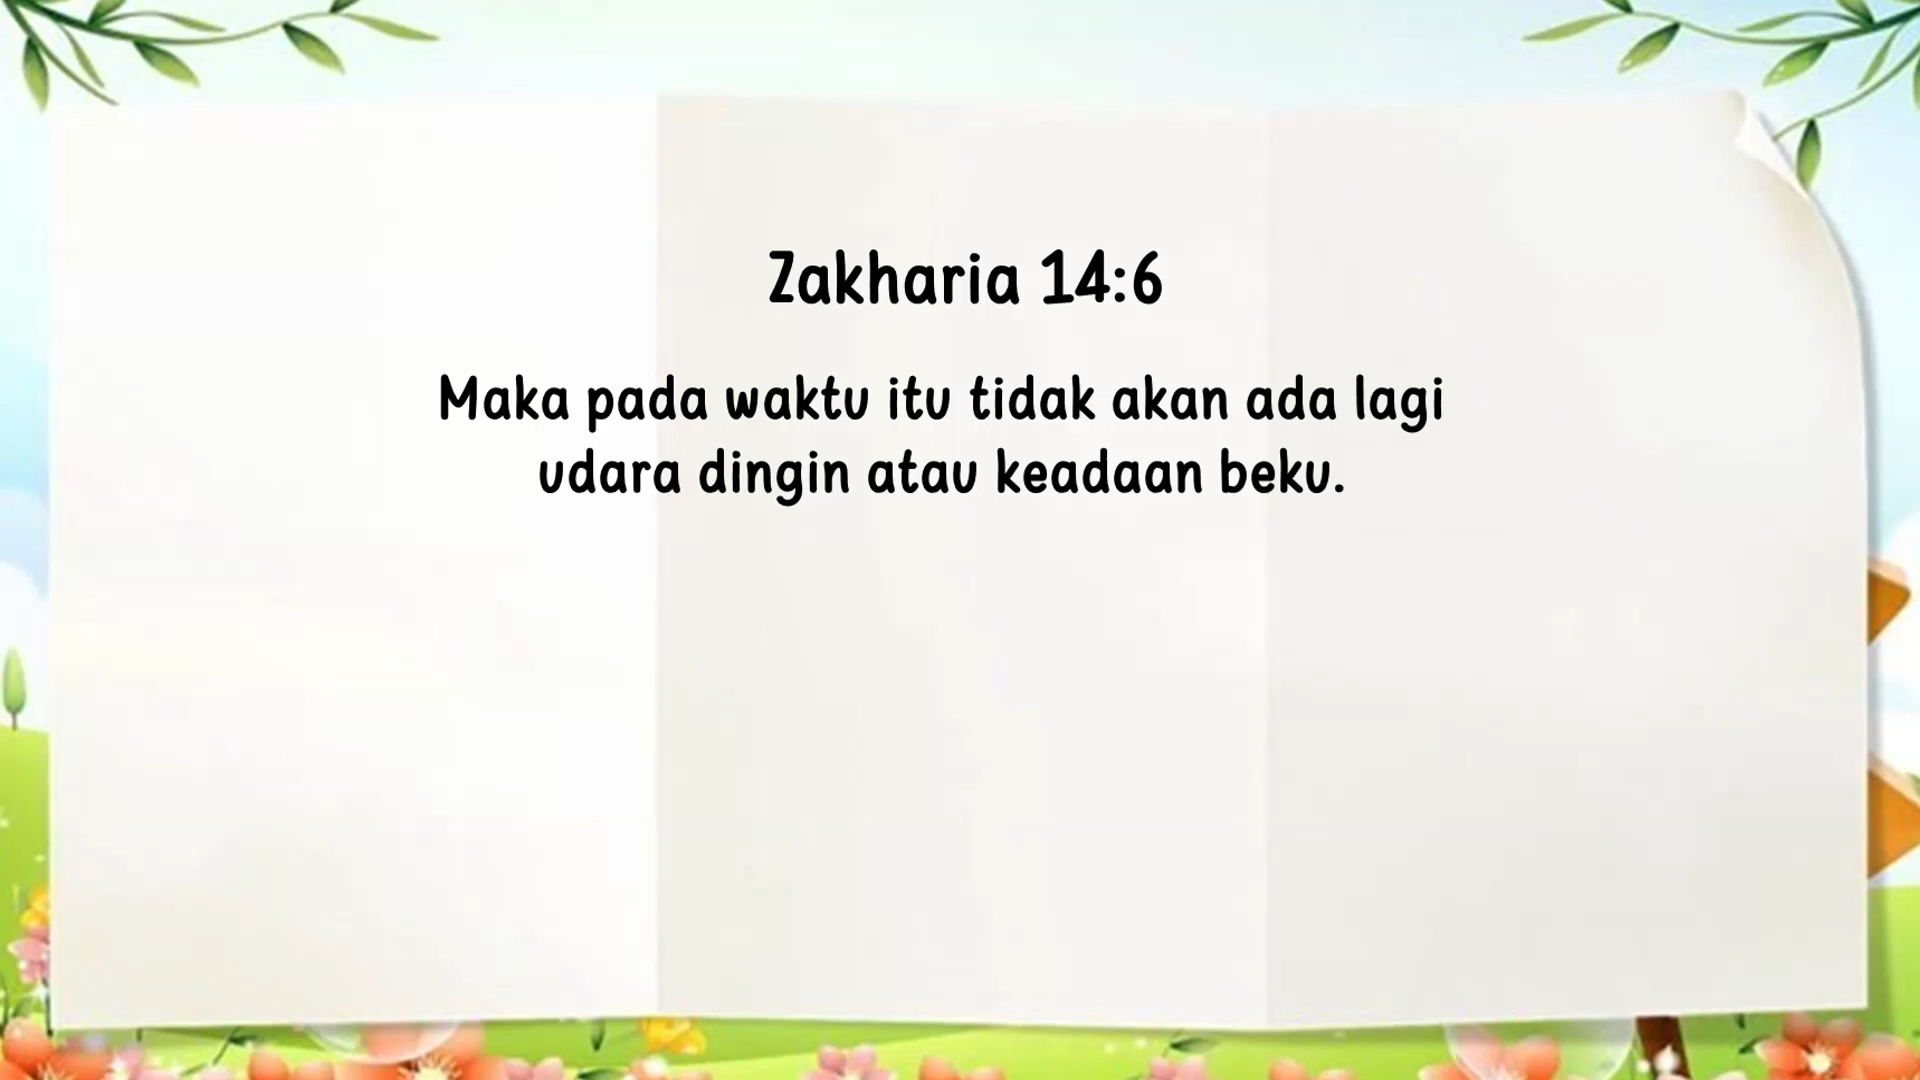 Zakharia 14:6
Maka pada waktu itu tidak akan ada lagi
udara dingin atau keadaan beku.